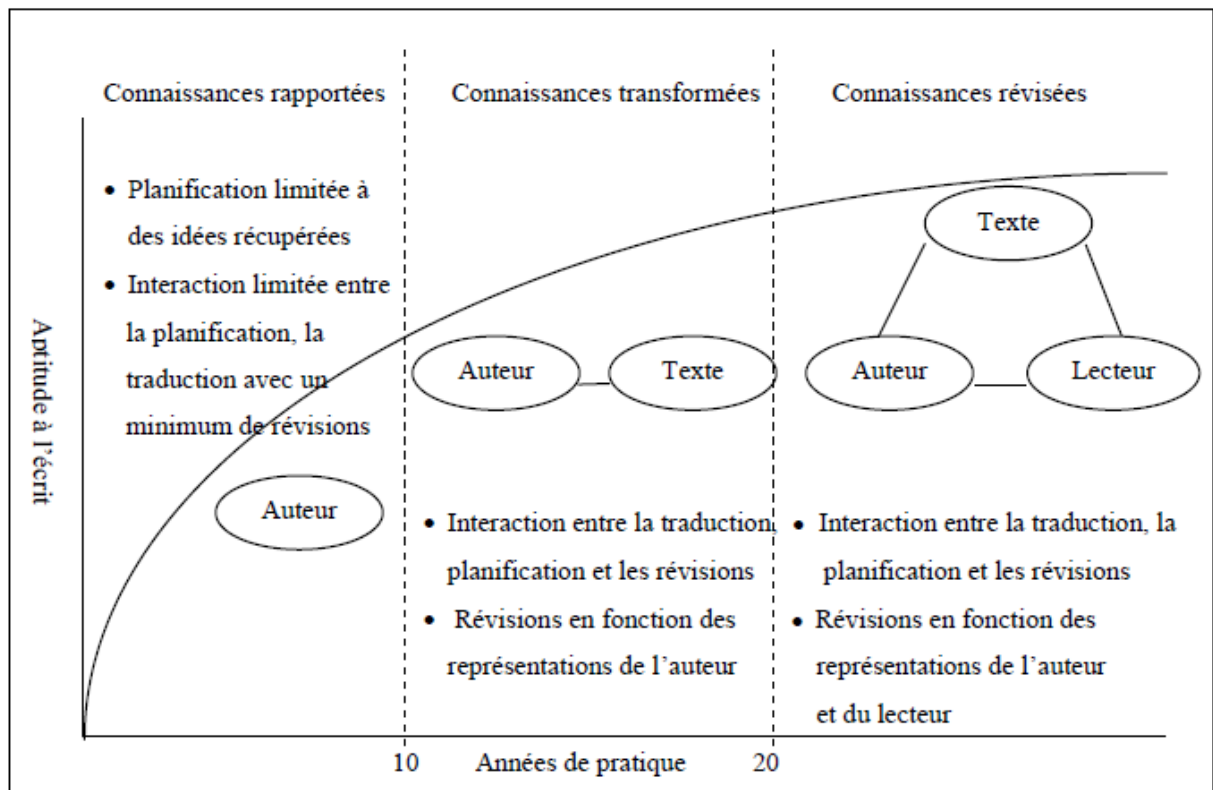 Connaissances rapportées
Connaissances transformées
Connaissances révisées
• Planification limitée à
des idées récupérées
• Interaction limitée entre
la planification, la
traduction avec un
minimum de révisions
Auteur
Auteur
Texte
• Interaction entre la traduction,
planification et les révisions
• Révisions en fonction des
représentations de l'auteur
Texte
Auteur
Lecteur
• Interaction entre la traduction, la
planification et les révisions
• Révisions en fonction des
représentations de l'auteur
et du lecteur
Aptitude à l'écrit
10
Années de pratique
20